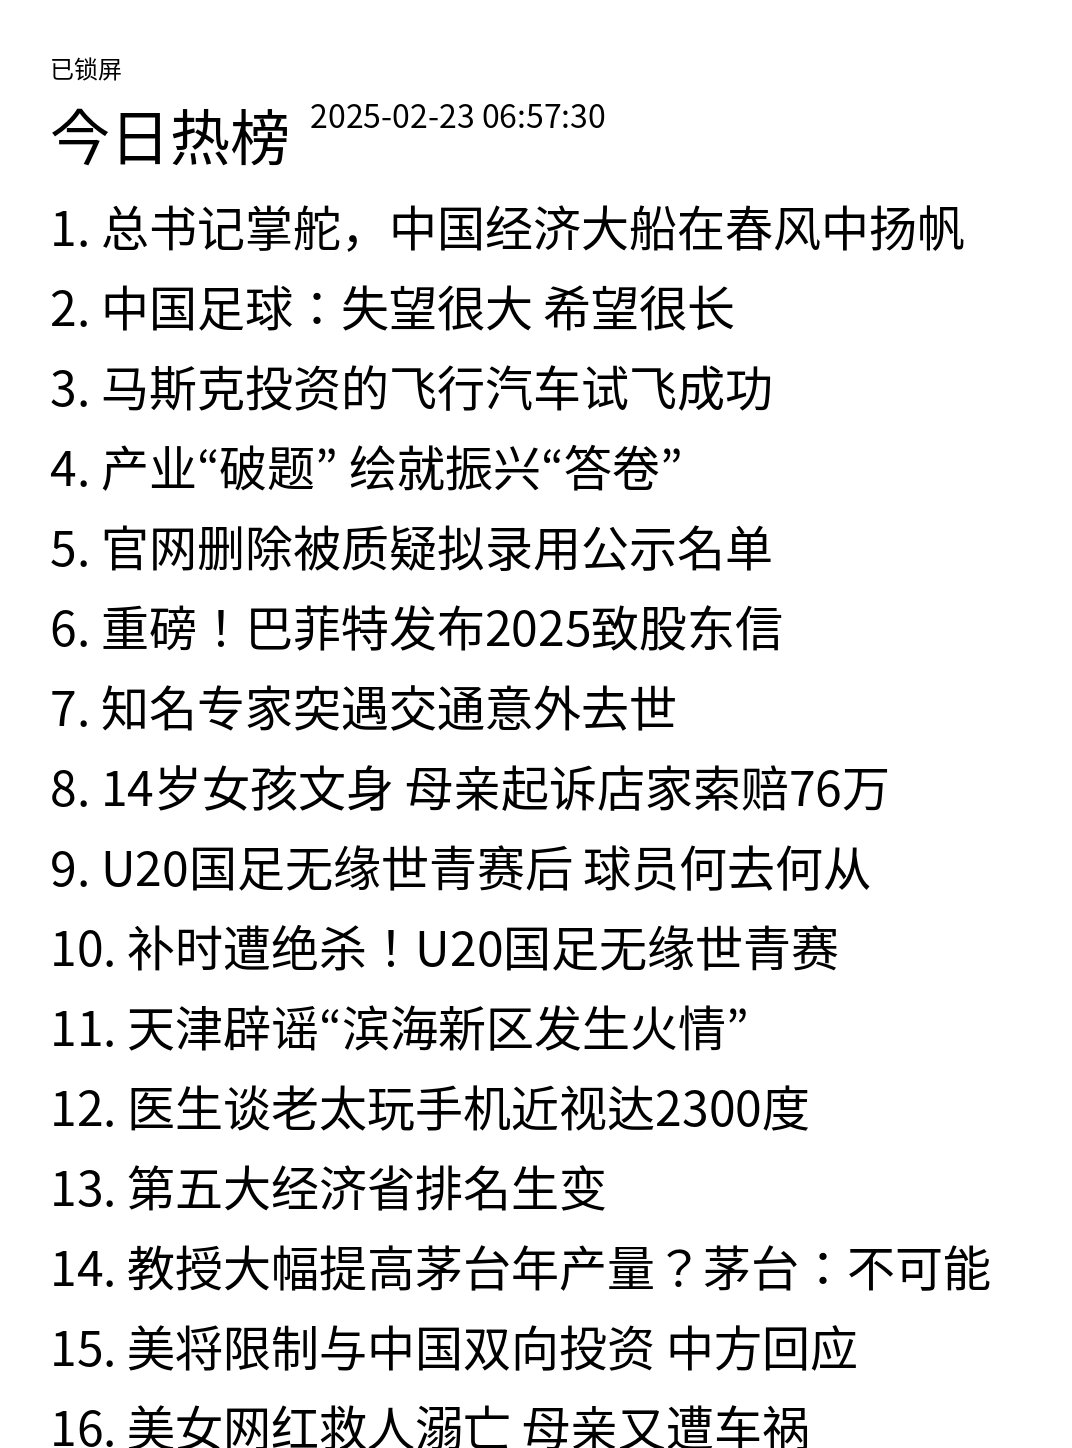 已锁屏
今日热榜 2025-02-23 06:57:30
1. 总书记掌舵，中国经济大船在春风中扬帆
2. 中国足球：失望很大 希望很长
3. 马斯克投资的飞行汽车试飞成功
4. 产业“破题” 绘就振兴“答卷”
5. 官网删除被质疑拟录用公示名单
6. 重磅！巴菲特发布2025致股东信
7. 知名专家突遇交通意外去世
8. 14岁女孩文身 母亲起诉店家索赔76万
9. U20国足无缘世青赛后 球员何去何从
10. 补时遭绝杀！U20国足无缘世青赛
11. 天津辟谣“滨海新区发生火情”
12. 医生谈老太玩手机近视达2300度
13. 第五大经济省排名生变
14. 教授大幅提高茅台年产量？茅台：不可能
15. 美将限制与中国双向投资 中方回应
16. 美女网红救人溺亡 母亲又遭车祸